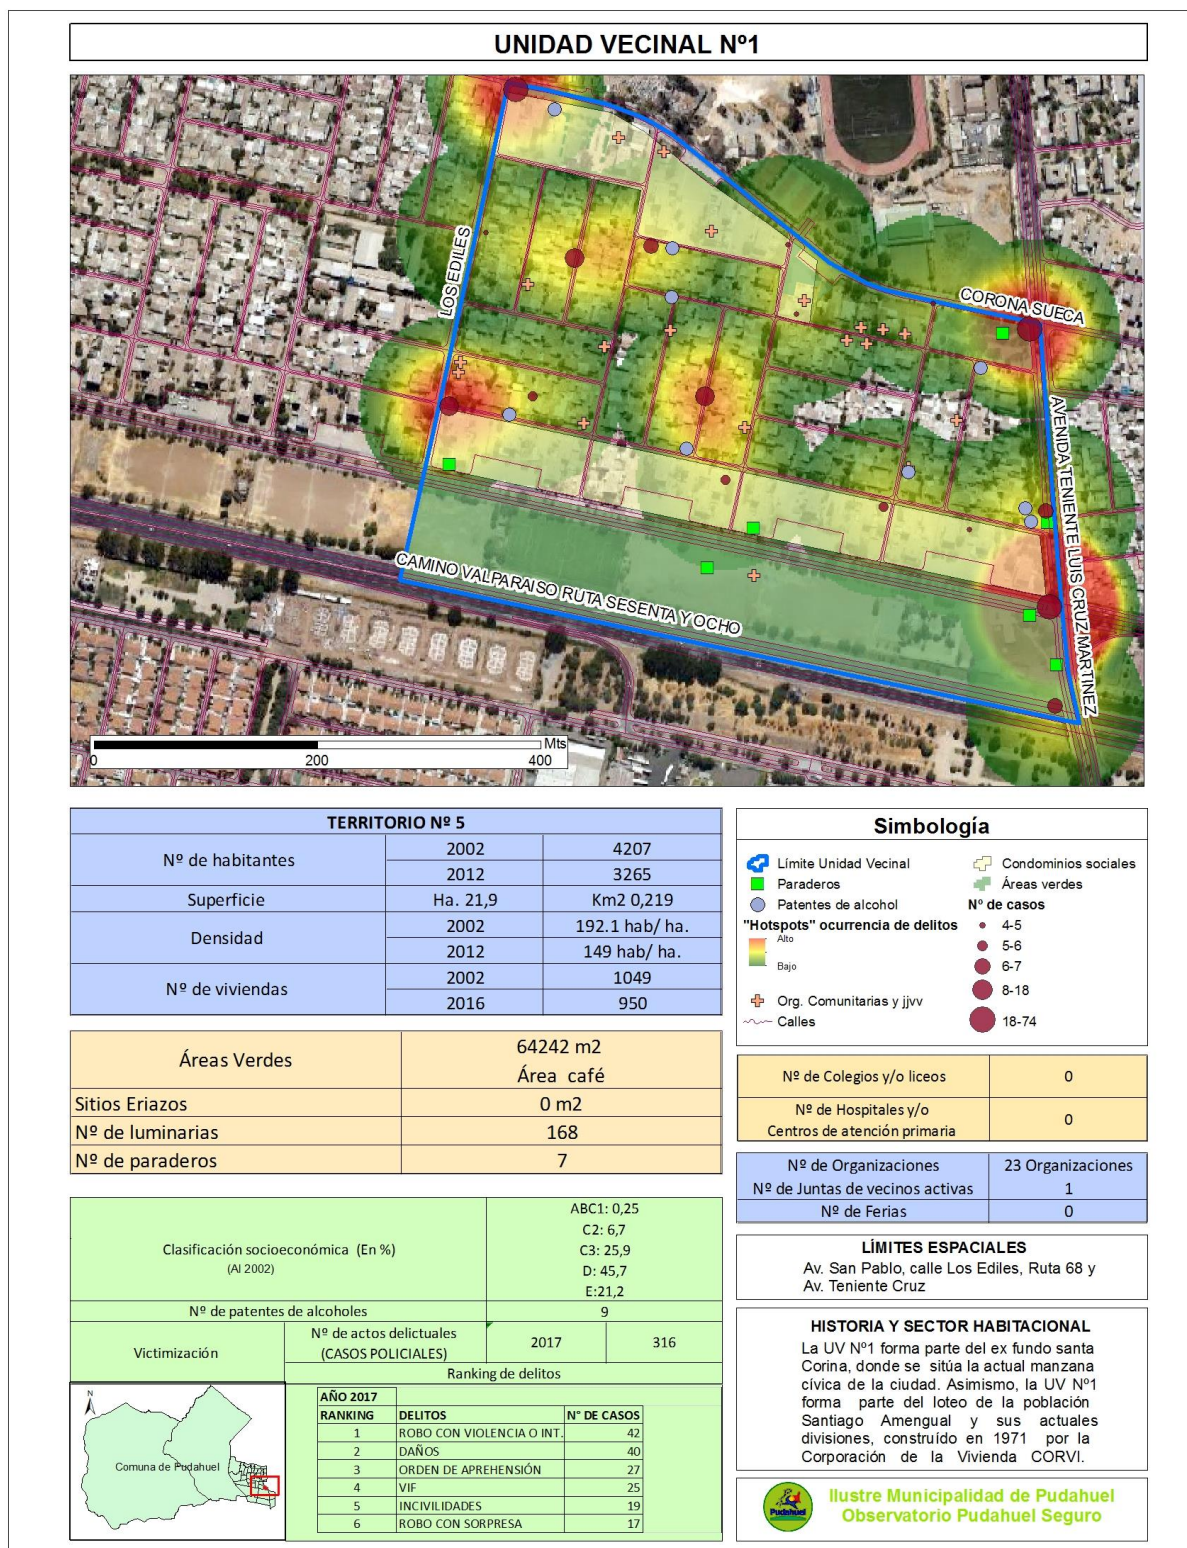 UNIDAD VECINAL Nº1
LOS EDILES
CORONA SUECA
AVENIDA TENIENTE LUIS CRUZ MARTINEZ
CAMINO VALPARAISO RUTA SESENTA Y OCHO
Mts
0 200 400
TERRITORIO Nº 5
Nº de habitantes
2002 4207
2012 3265
Superficie Ha. 21,9 Km2 0,219
Densidad
2002 192.1 hab/ ha.
2012 149 hab/ ha.
Nº de viviendas
2002 1049
2016 950
Áreas Verdes
64242 m2
Área café
Sitios Eriazos 0 m2
Nº de luminarias 168
Nº de paraderos 7
Clasificación socioeconómica (En %)
(Al 2002)
ABC1: 0,25
C2: 6,7
C3: 25,9
D: 45,7
E:21,2
Nº de patentes de alcoholes 9
Victimización
Nº de actos delictuales
(CASOS POLICIALES)
2017 316
Ranking de delitos
N
Comuna de Pudahuel
AÑO 2017
RANKING DELITOS N° DE CASOS
1 ROBO CON VIOLENCIA O INT. 42
2 DAÑOS 40
3 ORDEN DE APREHENSIÓN 27
4 VIF 25
5 INCIVILIDADES 19
6 ROBO CON SORPRESA 17
Simbología
Límite Unidad Vecinal
Paraderos
Patentes de alcohol
"Hotspots" ocurrencia de delitos
Alto
Bajo
Org. Comunitarias y jjvv
Calles
Condominios sociales
Áreas verdes
Nº de casos
4-5
5-6
6-7
8-18
18-74
Nº de Colegios y/o liceos 0
Nº de Hospitales y/o
Centros de atención primaria
0
Nº de Organizaciones 23 Organizaciones
Nº de Juntas de vecinos activas 1
Nº de Ferias 0
LÍMITES ESPACIALES
Av. San Pablo, calle Los Ediles, Ruta 68 y
Av. Teniente Cruz
HISTORIA Y SECTOR HABITACIONAL
La UV Nº1 forma parte del ex fundo santa
Corina, donde se sitúa la actual manzana
cívica de la ciudad. Asimismo, la UV Nº1
forma parte del loteo de la población
Santiago Amengual y sus actuales
divisiones, construído en 1971 por la
Corporación de la Vivienda CORVI.
Pudahuel
Ilustre Municipalidad de Pudahuel
Observatorio Pudahuel Seguro